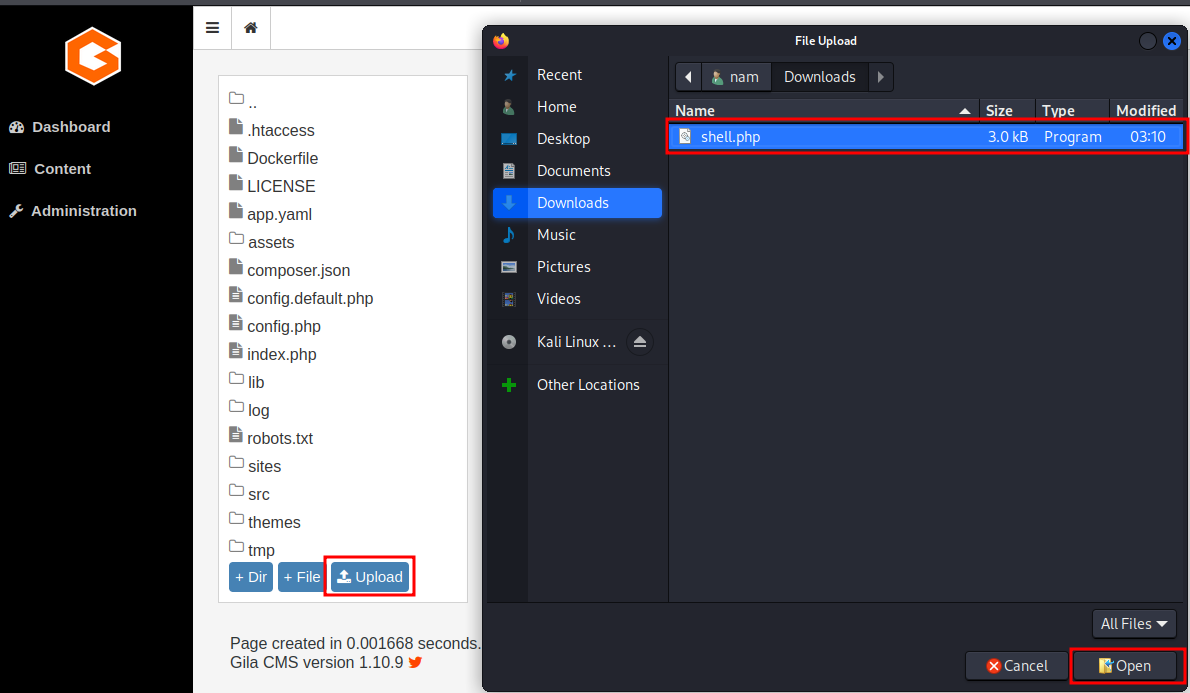 Dashboard
Content
Administration
..
.htaccess
Dockerfile
LICENSE
app.yaml
assets
composer.json
config.default.php
config.php
index.php
lib
log
robots.txt
sites
src
themes
tmp
+ Dir
+ File
Upload
Page created in 0.001668 seconds.
Gila CMS version 1.10.9
File Upload
Recent
Home
Desktop
Documents
Downloads
Music
Pictures
Videos
Kali Linux ...
Other Locations
nam Downloads
Name Size Type Modified
shell.php 3.0 kB Program 03:10
All Files
Cancel
Open